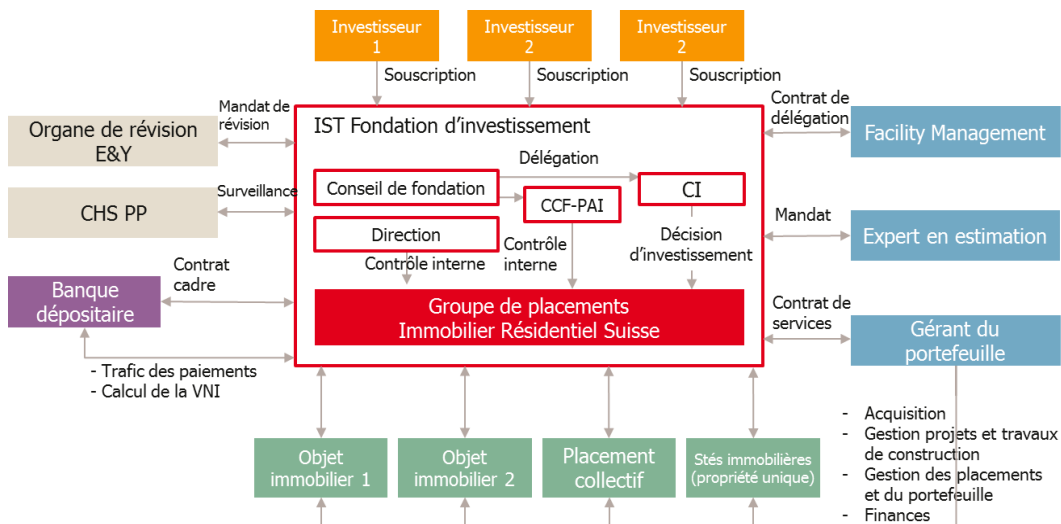 Investisseur
1
Investisseur
2
Investisseur
2
Souscription
Souscription
Souscription
Organe de révision
E&Y
Mandat de
révision
CHS PP
Surveillance
Banque
dépositaire
Contrat
cadre
- Trafic des paiements
- Calcul de la VNI
IST Fondation d'investissement
Délégation
Conseil de fondation
CCF-PAI
CI
Direction
Contrôle interne
Contrôle
interne
Décision
d'investissement
Groupe de placements
Immobilier Résidentiel Suisse
Contrat de
délégation
Facility Management
Mandat
Expert en estimation
Contrat de
services
Gérant du
portefeuille
- Acquisition
- Gestion projets et travaux
de construction
- Gestion des placements
et du portefeuille
- Finances
Objet
immobilier 1
Objet
immobilier 2
Placement
collectif
Stés immobilières
(propriété unique)